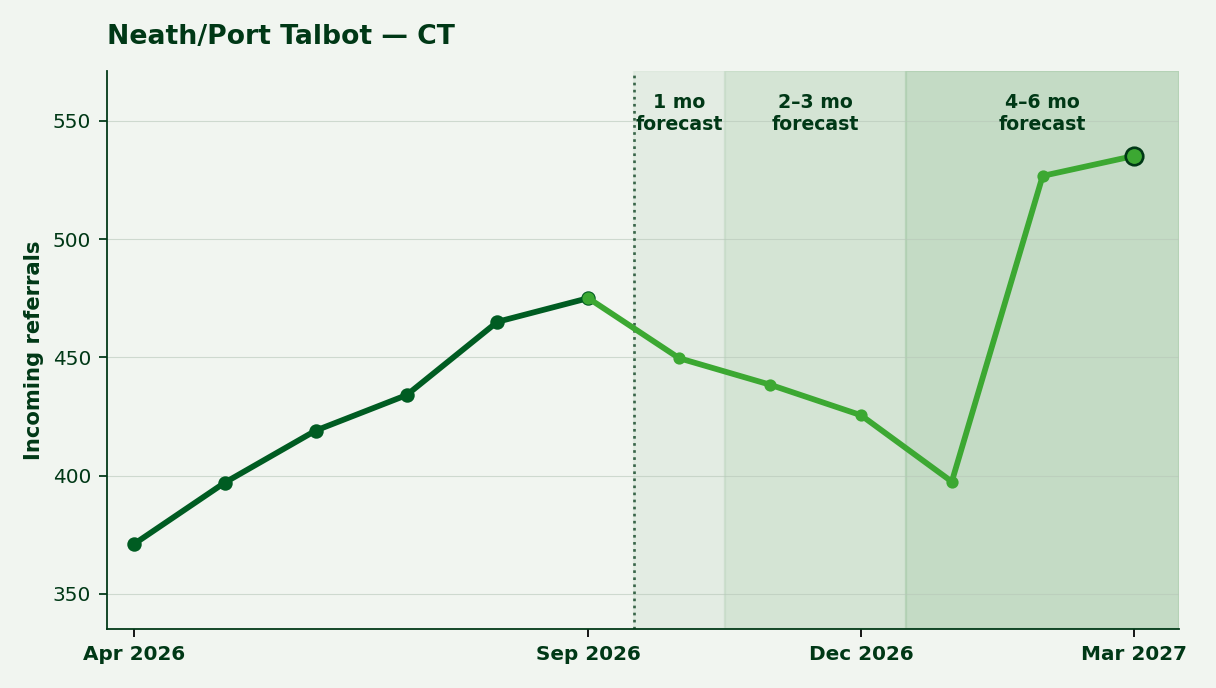 Neath/Port Talbot — CT
1 mo
forecast
2–3 mo
forecast
4–6 mo
forecast
Incoming referrals
550
500
450
400
350
Apr 2026
Sep 2026
Dec 2026
Mar 2027